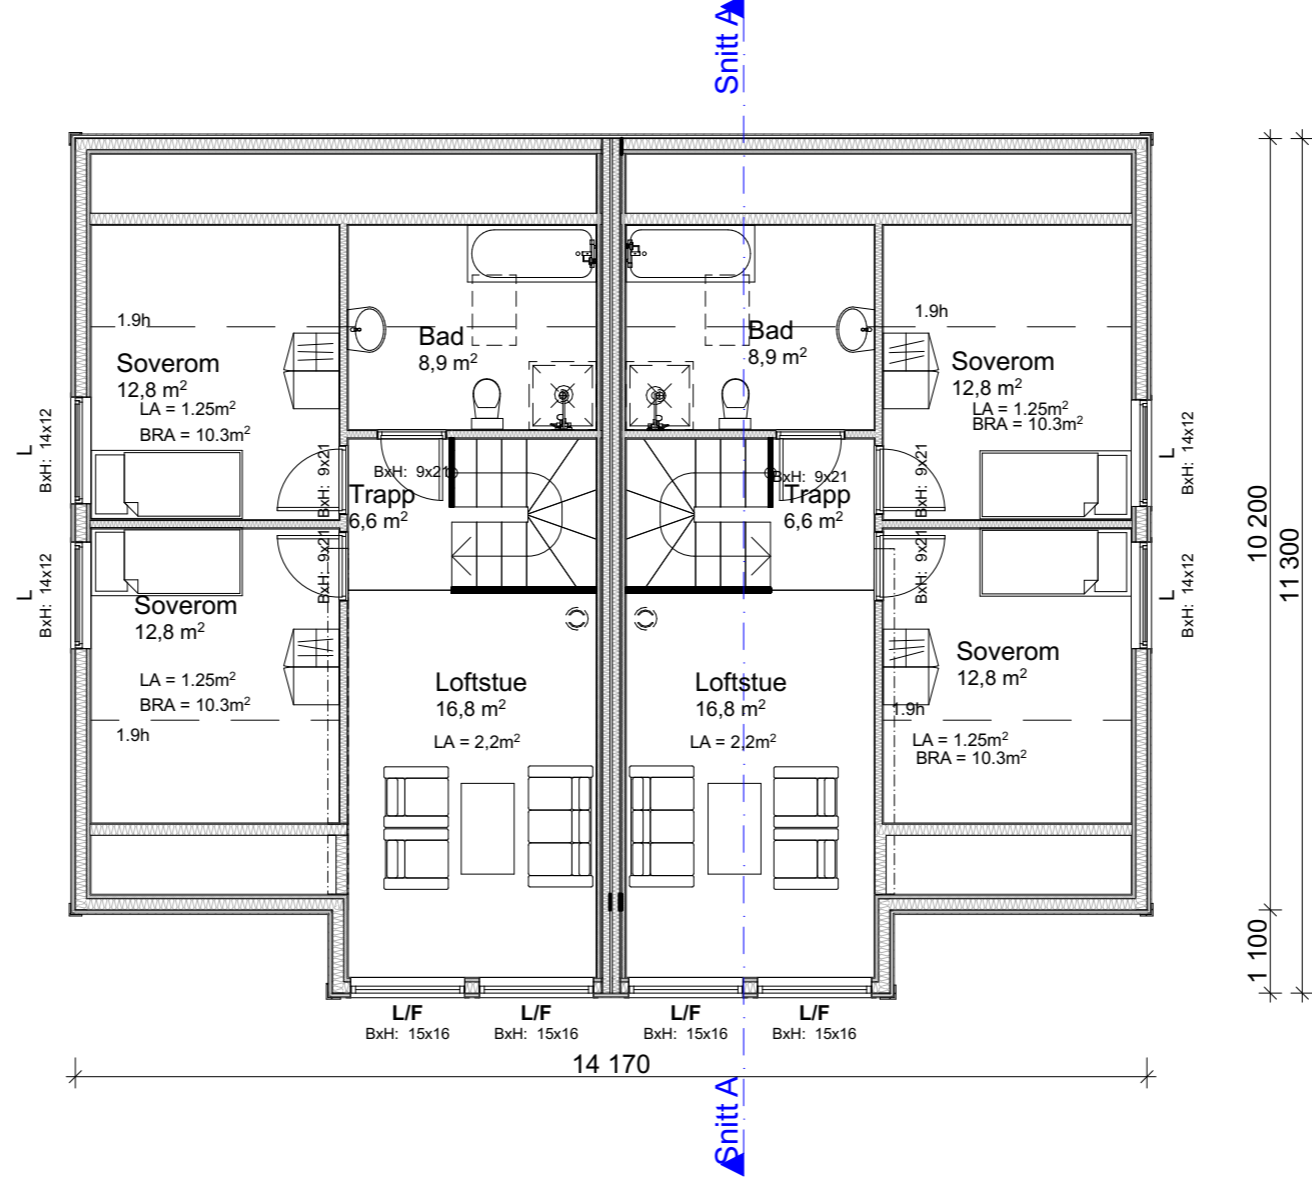 Snitt A
1.9h
Soverom
12,8 m²
LA = 1.25m²
BRA = 10.3m²
L
BxH: 14x12
BxH: 9x21
Bad
8,9 m²
BxH: 9x21
Trapp
6,6 m²
Bad
8,9 m²
BxH: 9x21
Trapp
6,6 m²
1.9h
Soverom
12,8 m²
LA = 1.25m²
BRA = 10.3m²
BxH: 9x21
L
BxH: 14x12
L
BxH: 14x12
BxH: 9x21
Soverom
12,8 m²
LA = 1.25m²
BRA = 10.3m²
1.9h
Loftstue
16,8 m²
LA = 2,2m²
Loftstue
16,8 m²
LA = 2,2m²
BxH: 9x21
Soverom
12,8 m²
1.9h
LA = 1.25m²
BRA = 10.3m²
L
BxH: 14x12
10 200
11 300
1 100
L/F
BxH: 15x16
L/F
BxH: 15x16
L/F
BxH: 15x16
L/F
BxH: 15x16
14 170
Snitt A